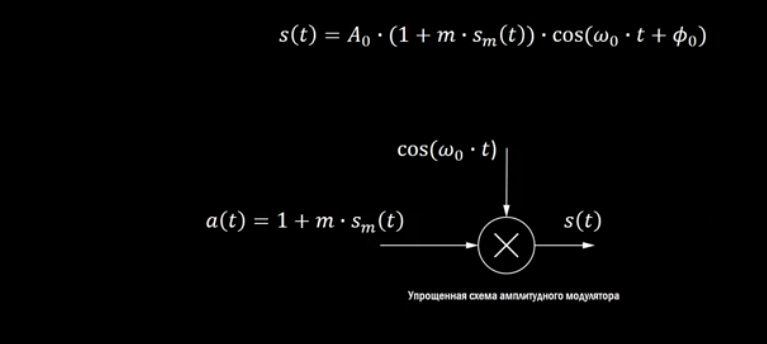 s(t) = A₀ · (1 + m · sₘ(t)) · cos(ω₀ · t + ϕ₀)
cos(ω₀ · t)
a(t) = 1 + m · sₘ(t)
s(t)
Упрощенная схема амплитудного модулятора